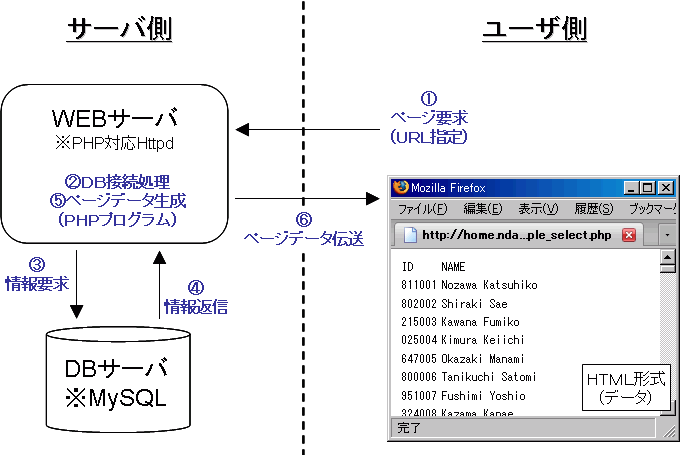 サーバ側
ユーザ側
WEBサーバ
※PHP対応Httpd
②DB接続処理
⑤ページデータ生成
(PHPプログラム)
①
ページ要求
(URL指定)
⑥
ページデータ伝送
③
情報要求
④
情報返信
DBサーバ
※MySQL
Mozilla Firefox
ファイル(F) 編集(E) 表示(V) 履歴(S) ブックマーク
http://home.nda...ple_select.php
ID NAME
811001 Nozawa Katsuhiko
802002 Shiraki Sae
215003 Kawana Fumiko
025004 Kimura Keiichi
647005 Okazaki Manami
800006 Tanikuchi Satomi
951007 Fushimi Yoshio
324008 Kazama Kanae
HTML形式
(データ)
完了